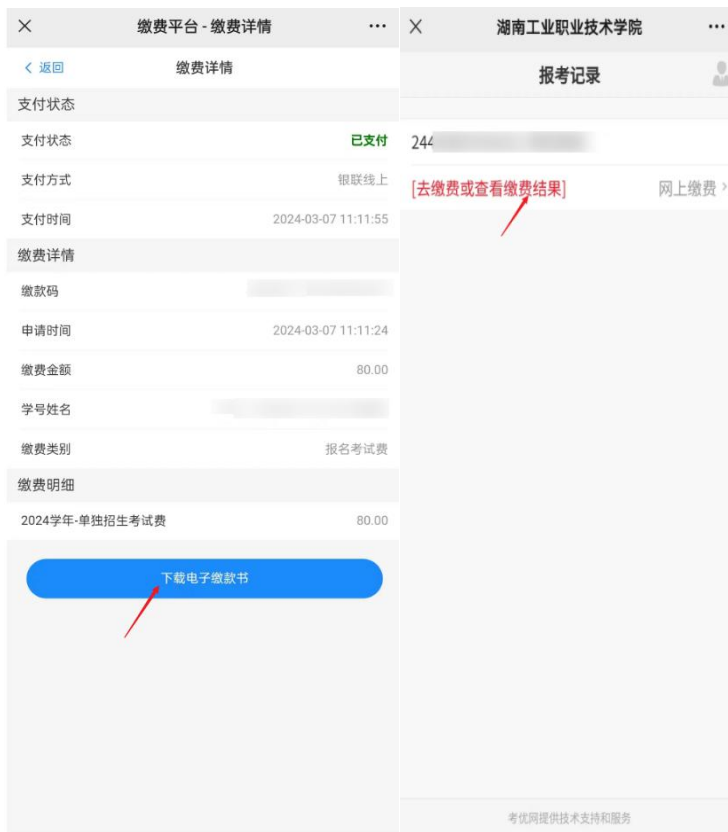 缴费平台 - 缴费详情
返回 缴费详情
支付状态
支付状态 已支付
支付方式 银联线上
支付时间 2024-03-07 11:11:55
缴费详情
缴款码
申请时间 2024-03-07 11:11:24
缴费金额 80.00
学号姓名
缴费类别 报名考试费
缴费明细
2024学年-单独招生考试费 80.00
下载电子缴款书
湖南工业职业技术学院
报考记录
244
[去缴费或查看缴费结果] 网上缴费
考优网提供技术支持和服务